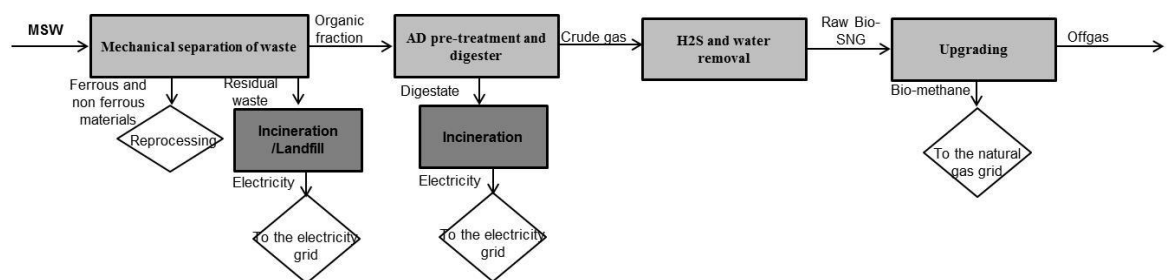 MSW
Mechanical separation of waste
Organic
fraction
AD pre-treatment and
digester
Crude gas
H2S and water
removal
Raw Bio-
SNG
Upgrading
Offgas
Ferrous and
non ferrous
materials
Residual
waste
Digestate
Bio-methane
Reprocessing
Incineration
/Landfill
Incineration
To the natural
gas grid
Electricity
Electricity
To the electricity
grid
To the electricity
grid